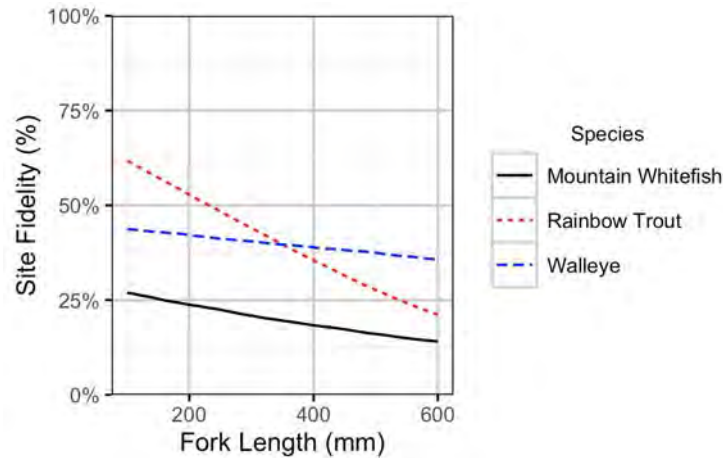 100%
75%
50%
25%
0%
Site Fidelity (%)
200
400
600
Fork Length (mm)
Species
Mountain Whitefish
Rainbow Trout
Walleye